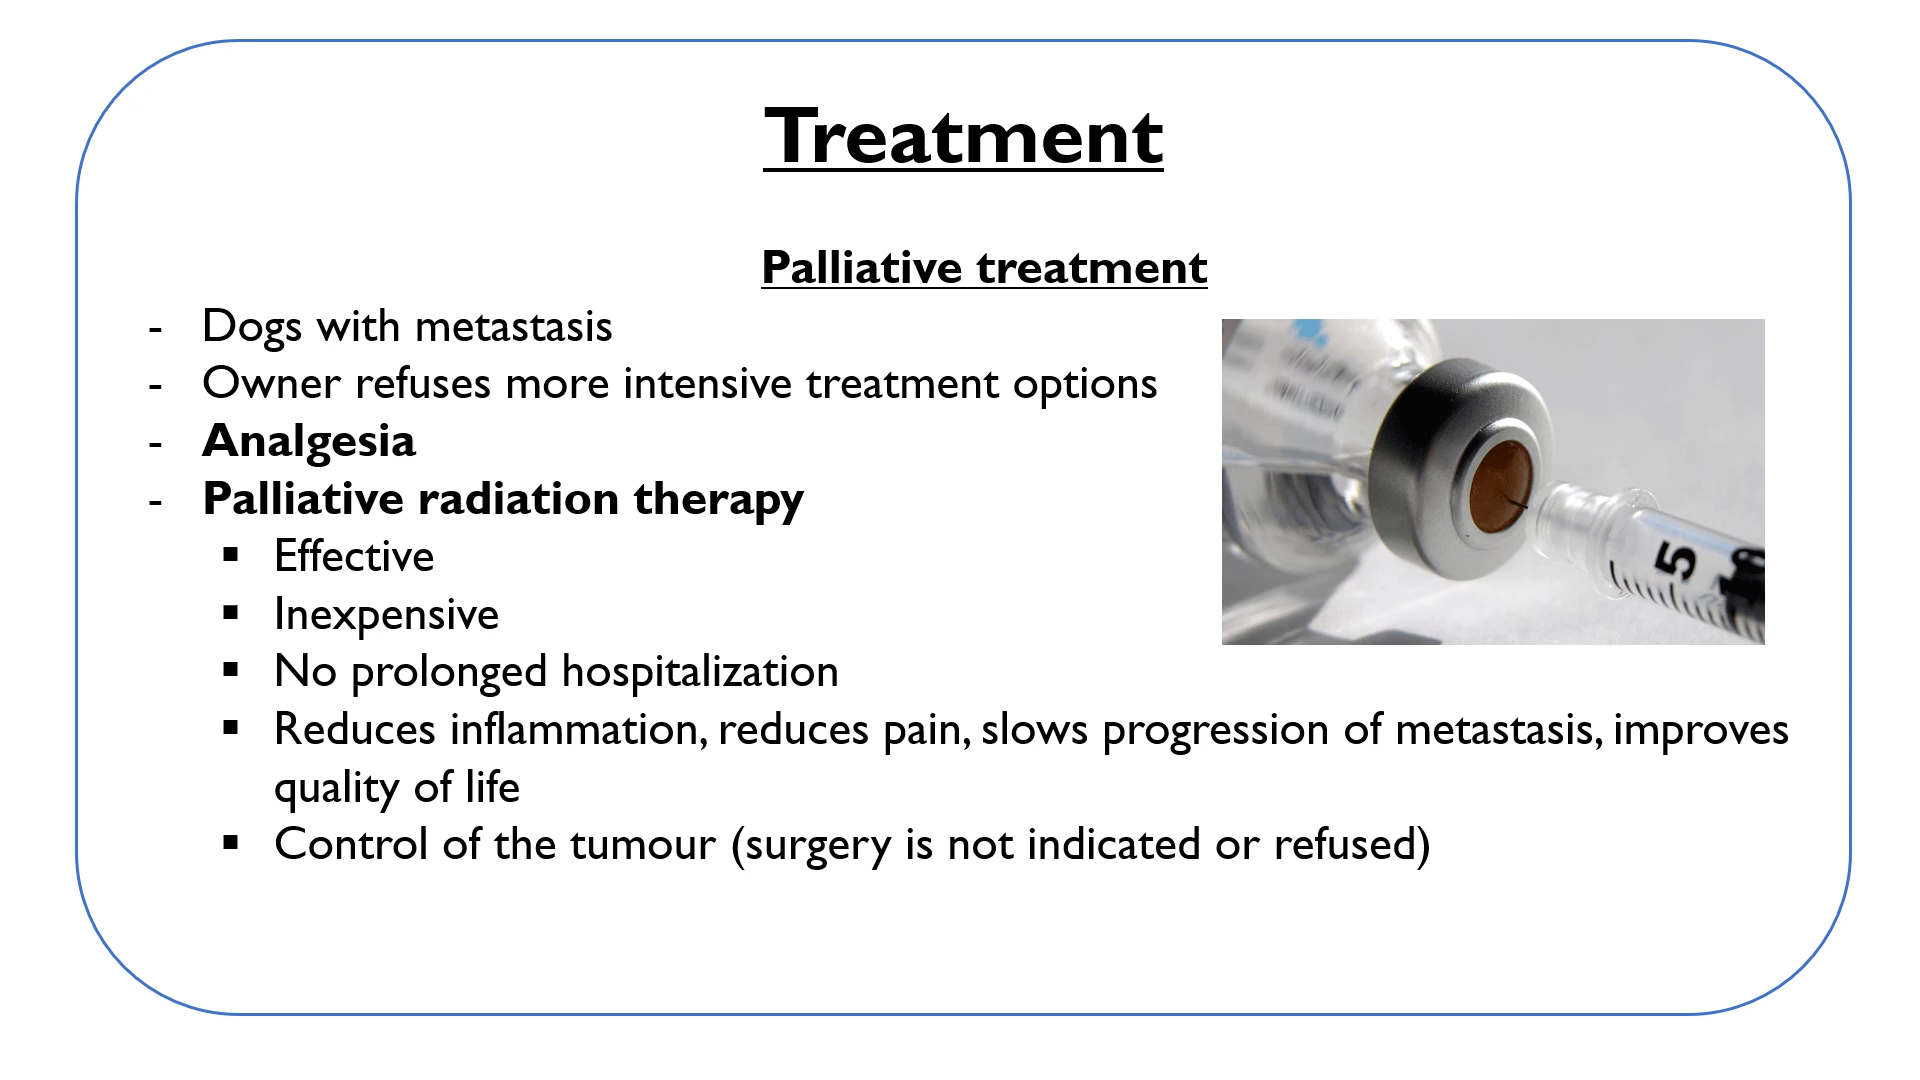 Treatment
Palliative treatment
- Dogs with metastasis
- Owner refuses more intensive treatment options
- Analgesia
- Palliative radiation therapy
▪ Effective
▪ Inexpensive
▪ No prolonged hospitalization
▪ Reduces inflammation, reduces pain, slows progression of metastasis, improves
quality of life
▪ Control of the tumour (surgery is not indicated or refused)
5